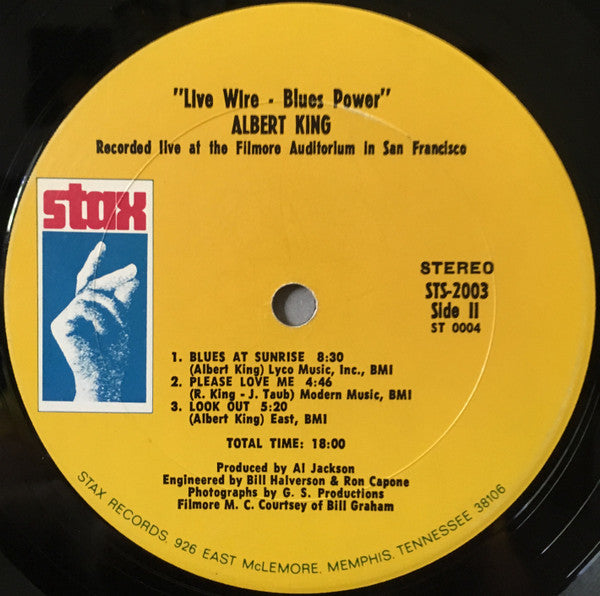 "Live Wire - Blues Power"
ALBERT KING
Recorded live at the Filmore Auditorium in San Francisco
stax
STEREO
STS-2003
Side II
ST 0004
1. BLUES AT SUNRISE 8:30
(Albert King) Lyco Music, Inc., BMI
2. PLEASE LOVE ME 4:46
(R. King - J. Taub) Modern Music, BMI
3. LOOK OUT 5:20
(Albert King) East, BMI
TOTAL TIME: 18:00
Produced by Al Jackson
Engineered by Bill Halverson & Ron Capone
Photographs by G. S. Productions
Filmore M. C. Courtsey of Bill Graham
STAX RECORDS, 926 EAST McLEMORE, MEMPHIS, TENNESSEE 38106